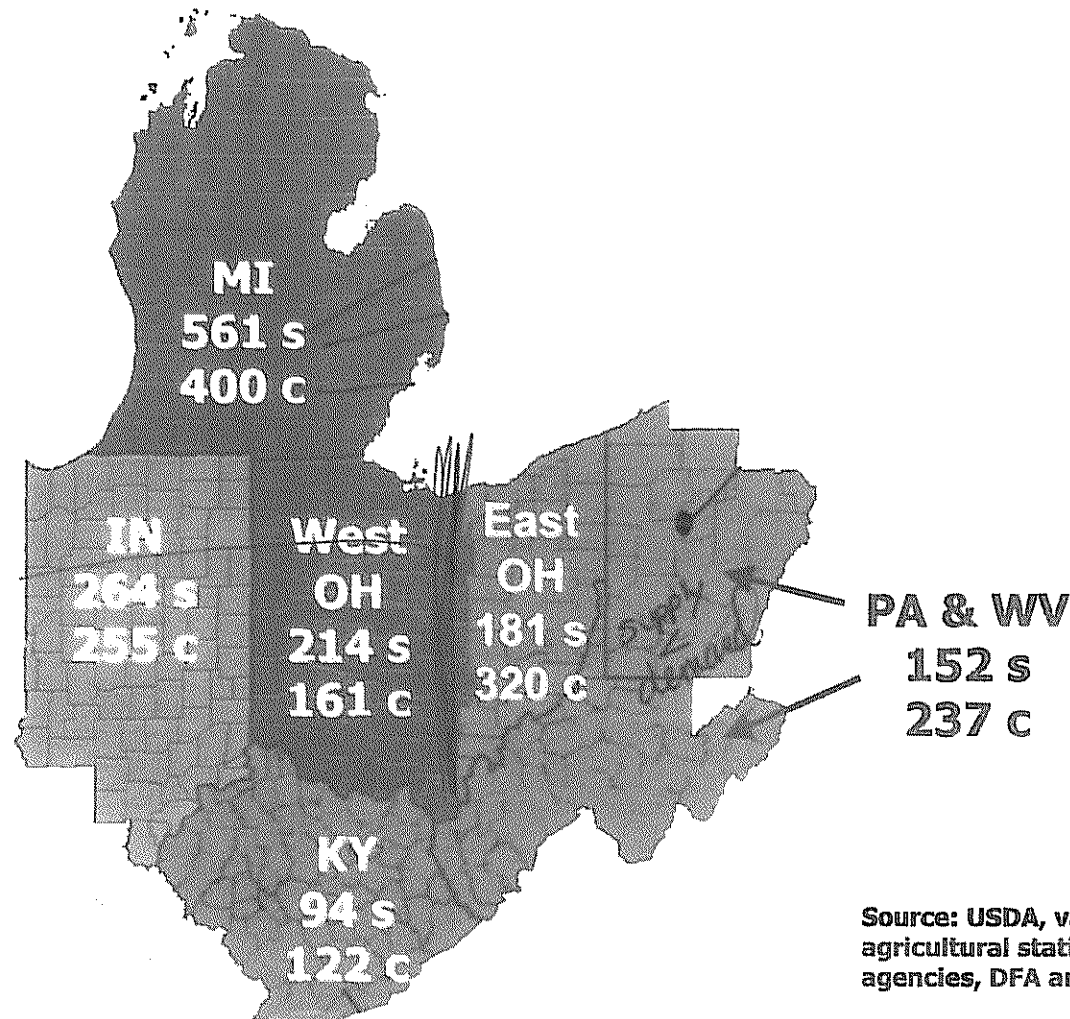 MI
561 s
400 c
IN
264 s
255 c
West
OH
214 s
161 c
East
OH
181 s
320 c
PA & WV
152 s
237 c
KY
94 s
122 c
Source: USDA, v
agricultural stati
agencies, DFA a